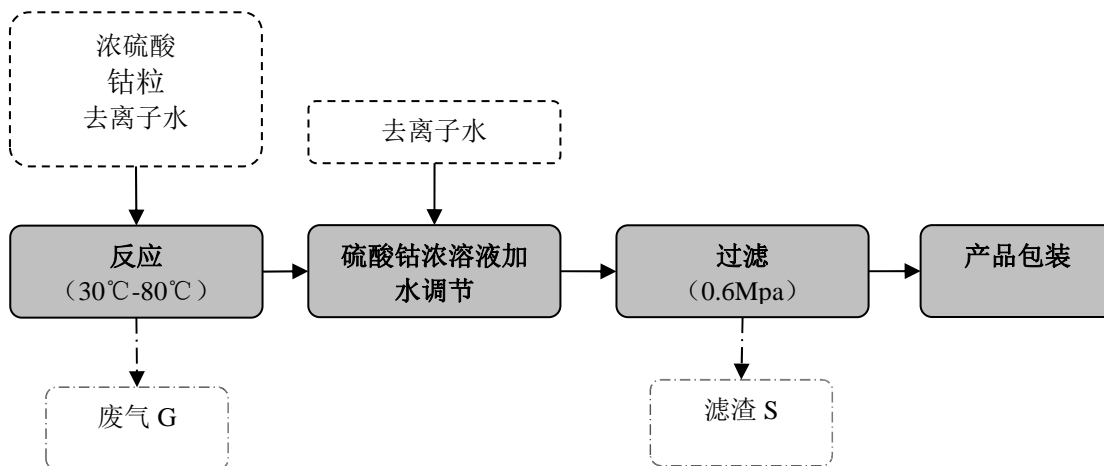 浓硫酸
钴粒
去离子水
去离子水
反应
（30℃-80℃）
硫酸钴浓溶液加
水调节
过滤
（0.6Mpa）
产品包装
废气 G
滤渣 S